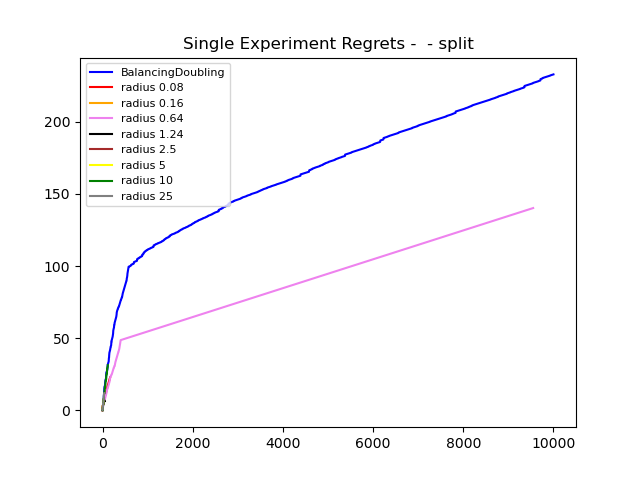 Single Experiment Regrets -  - split
BalancingDoubling
radius 0.08
radius 0.16
radius 0.64
radius 1.24
radius 2.5
radius 5
radius 10
radius 25
200
150
100
50
0
0 2000 4000 6000 8000 10000